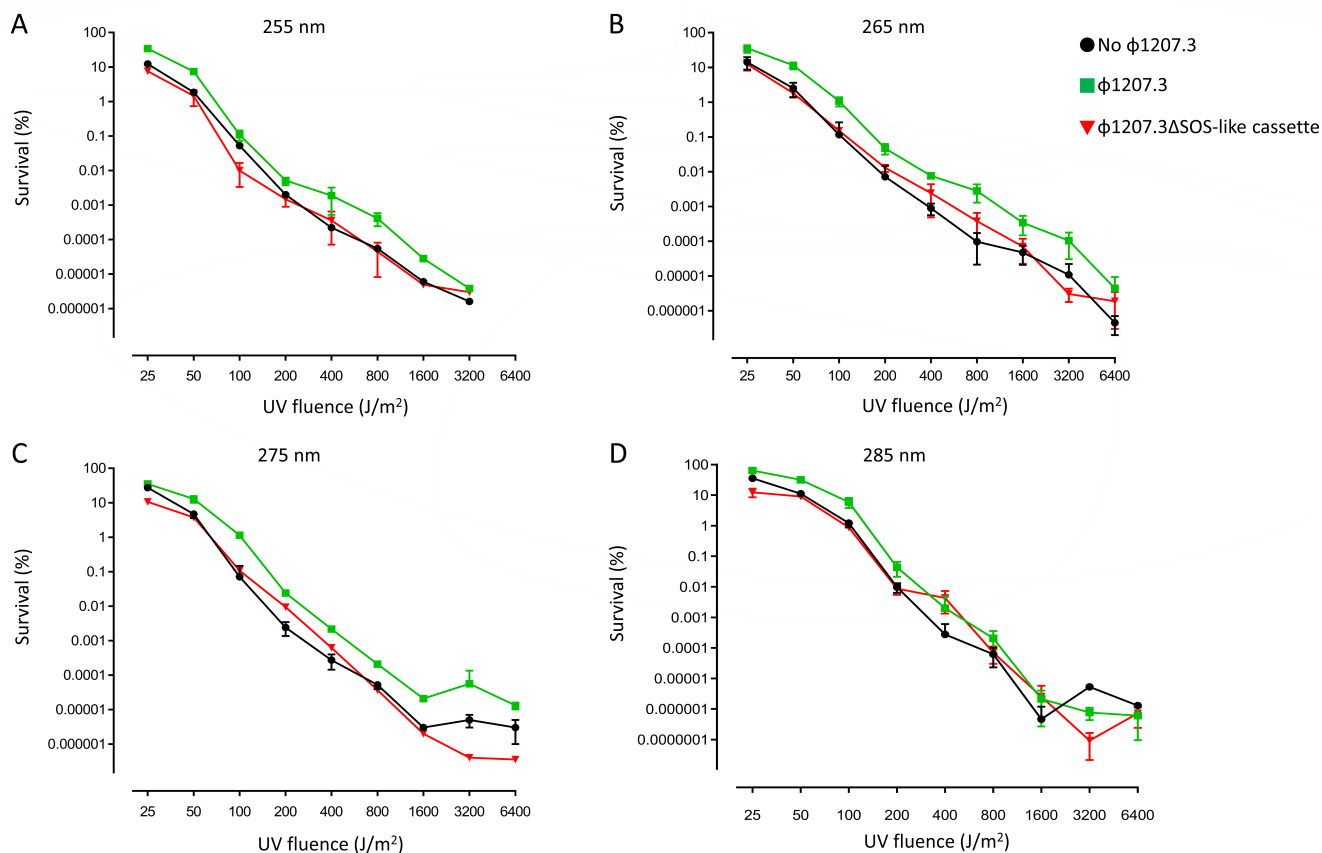 A
255 nm
Survival (%)
100
10
1
0.1
0.01
0.001
0.0001
0.00001
0.000001
25 50 100 200 400 800 1600 3200 6400
UV fluence (J/m²)
B
265 nm
Survival (%)
100
10
1
0.1
0.01
0.001
0.0001
0.00001
0.000001
25 50 100 200 400 800 1600 3200 6400
UV fluence (J/m²)
No ϕ1207.3
ϕ1207.3
ϕ1207.3ΔSOS-like cassette
C
275 nm
Survival (%)
100
10
1
0.1
0.01
0.001
0.0001
0.00001
0.000001
25 50 100 200 400 800 1600 3200 6400
UV fluence (J/m²)
D
285 nm
Survival (%)
100
10
1
0.1
0.01
0.001
0.0001
0.00001
0.000001
0.0000001
25 50 100 200 400 800 1600 3200 6400
UV fluence (J/m²)